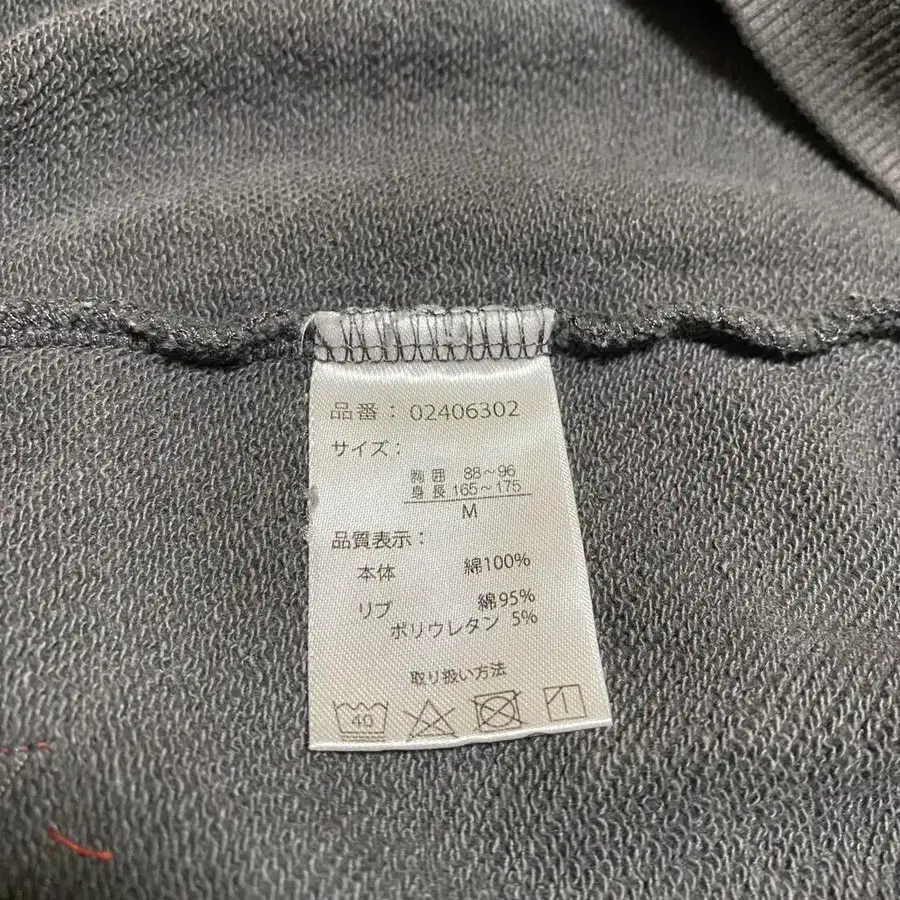 品番： 02406302
サイズ：
胸 囲 88～96
身 長 165～175
M
品質表示：
本体 綿100%
リブ 綿95%
ポリウレタン 5%
取り扱い方法
40